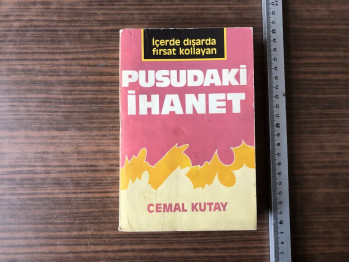 İçerde dışarda
fırsat kollayan
PUSUDAKİ
İHANET
CEMAL KUTAY